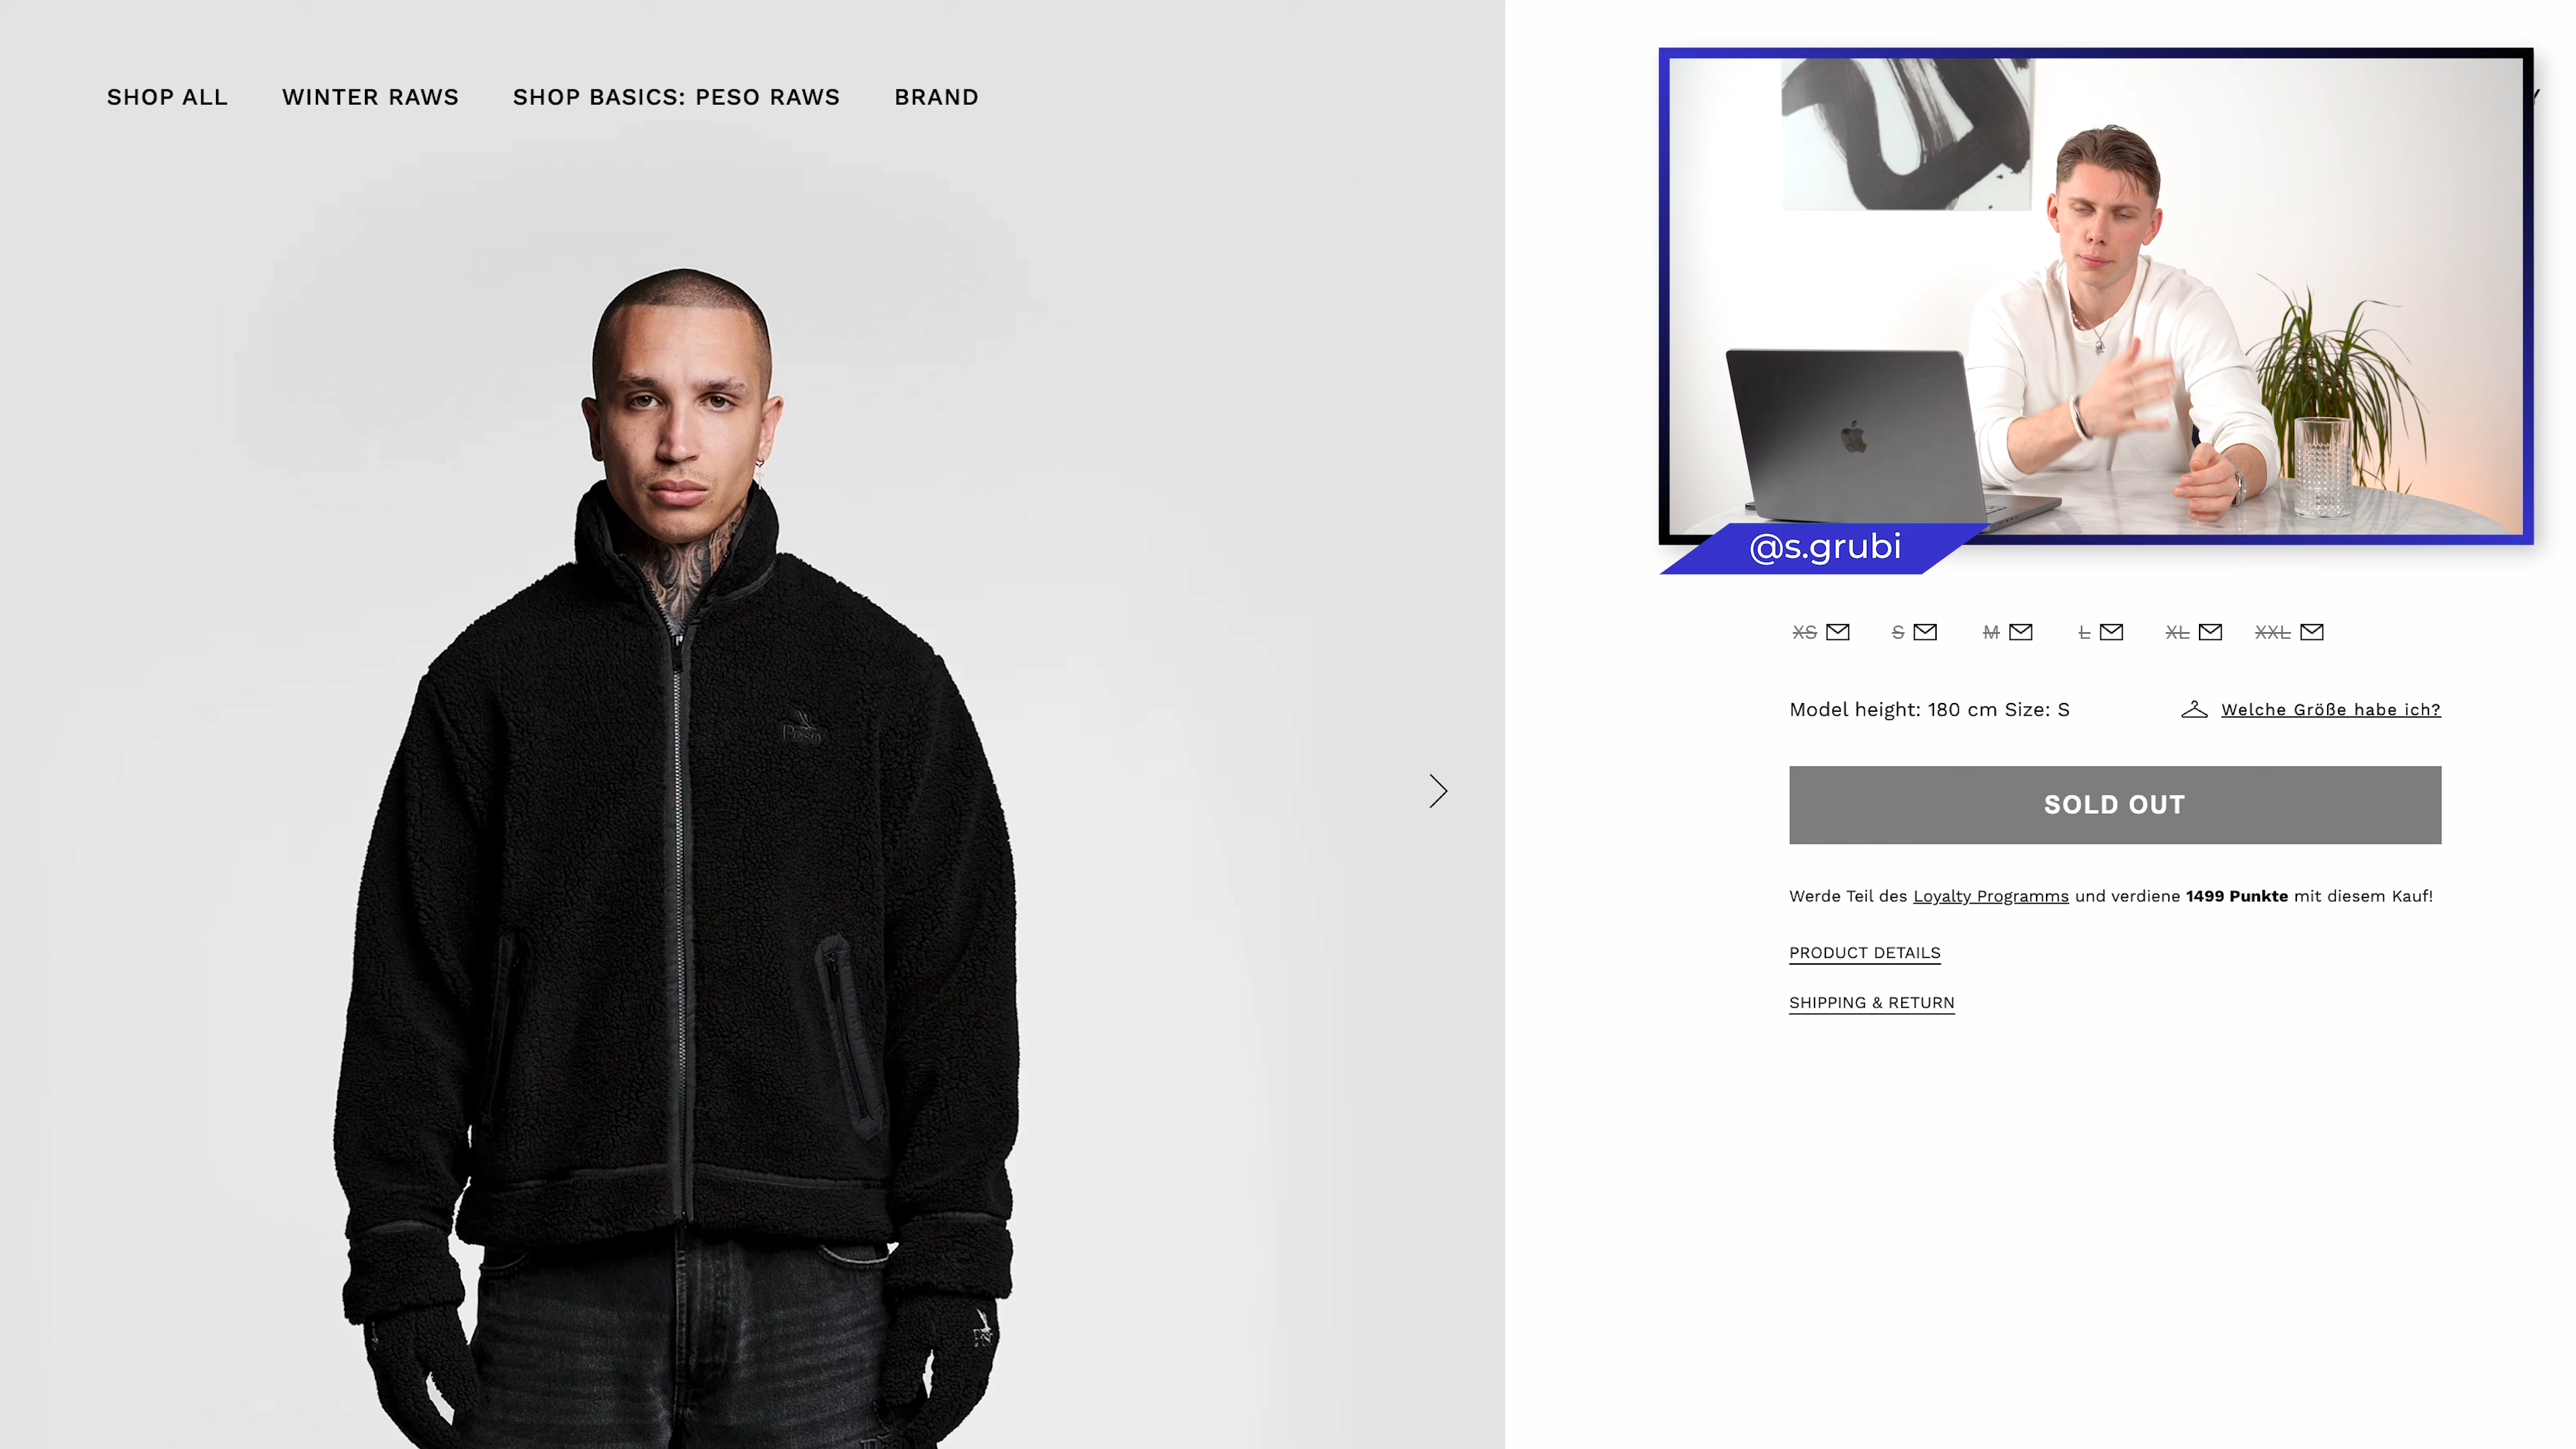 SHOP ALL
WINTER RAWS
SHOP BASICS: PESO RAWS
BRAND
@s.grubi
XS S M L XL XXL
Model height: 180 cm Size: S
Welche Größe habe ich?
SOLD OUT
Werde Teil des Loyalty Programms und verdiene 1499 Punkte mit diesem Kauf!
PRODUCT DETAILS
SHIPPING & RETURN
Peso